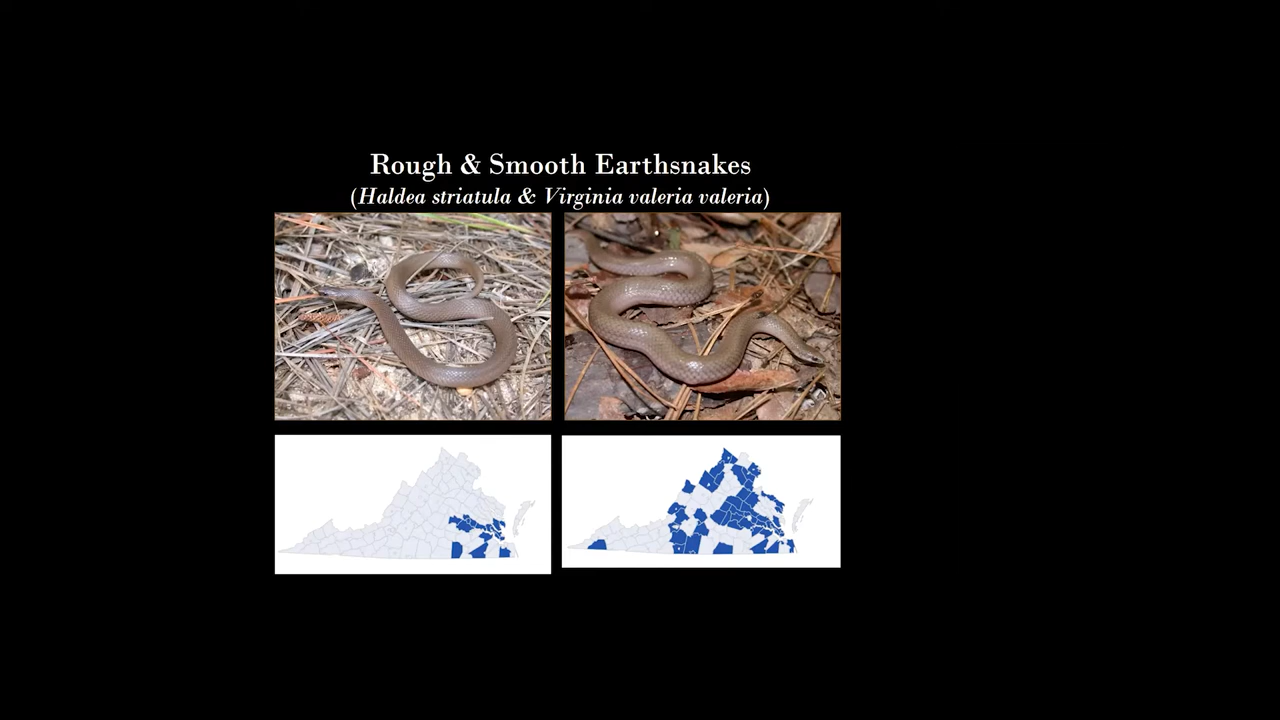 Rough & Smooth Earthsnakes
(Haldea striatula & Virginia valeria valeria)